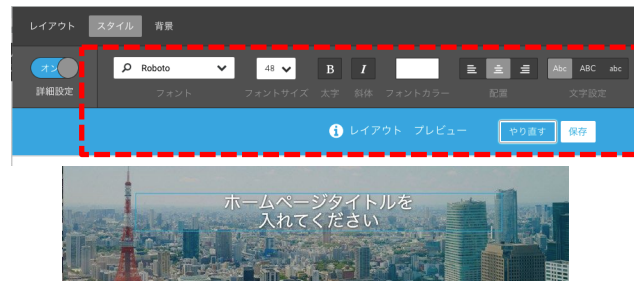 レイアウト スタイル 背景
オン Roboto 48 B I Abc ABC abc
詳細設定 フォント フォントサイズ 太字 斜体 フォントカラー 配置 文字設定
i レイアウト プレビュー やり直す 保存
ホームページタイトルを
入れてください